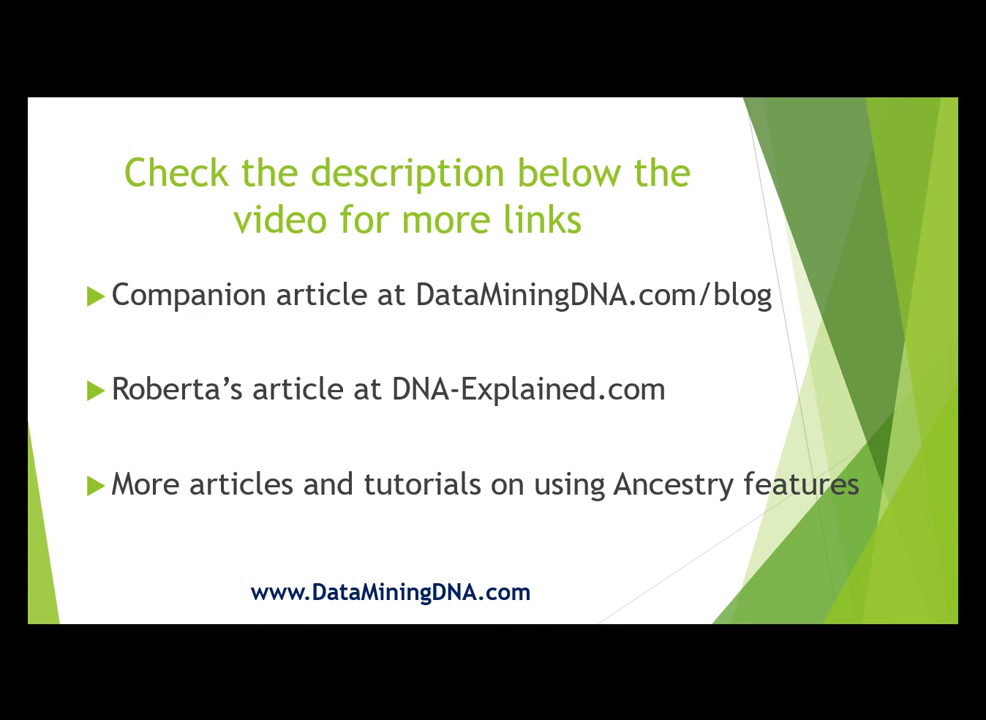 Check the description below the
video for more links
Companion article at DataMiningDNA.com/blog
Roberta’s article at DNA-Explained.com
More articles and tutorials on using Ancestry features
www.DataMiningDNA.com